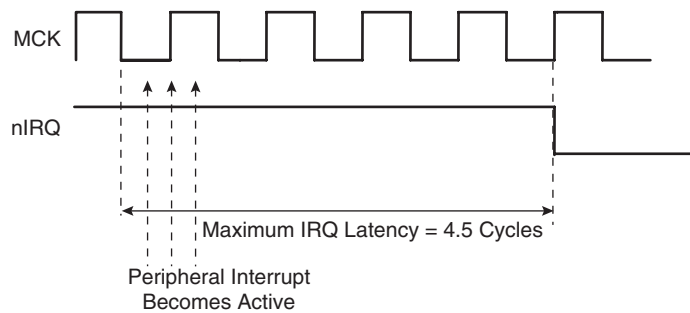 MCK
nIRQ
Maximum IRQ Latency = 4.5 Cycles
Peripheral Interrupt
Becomes Active